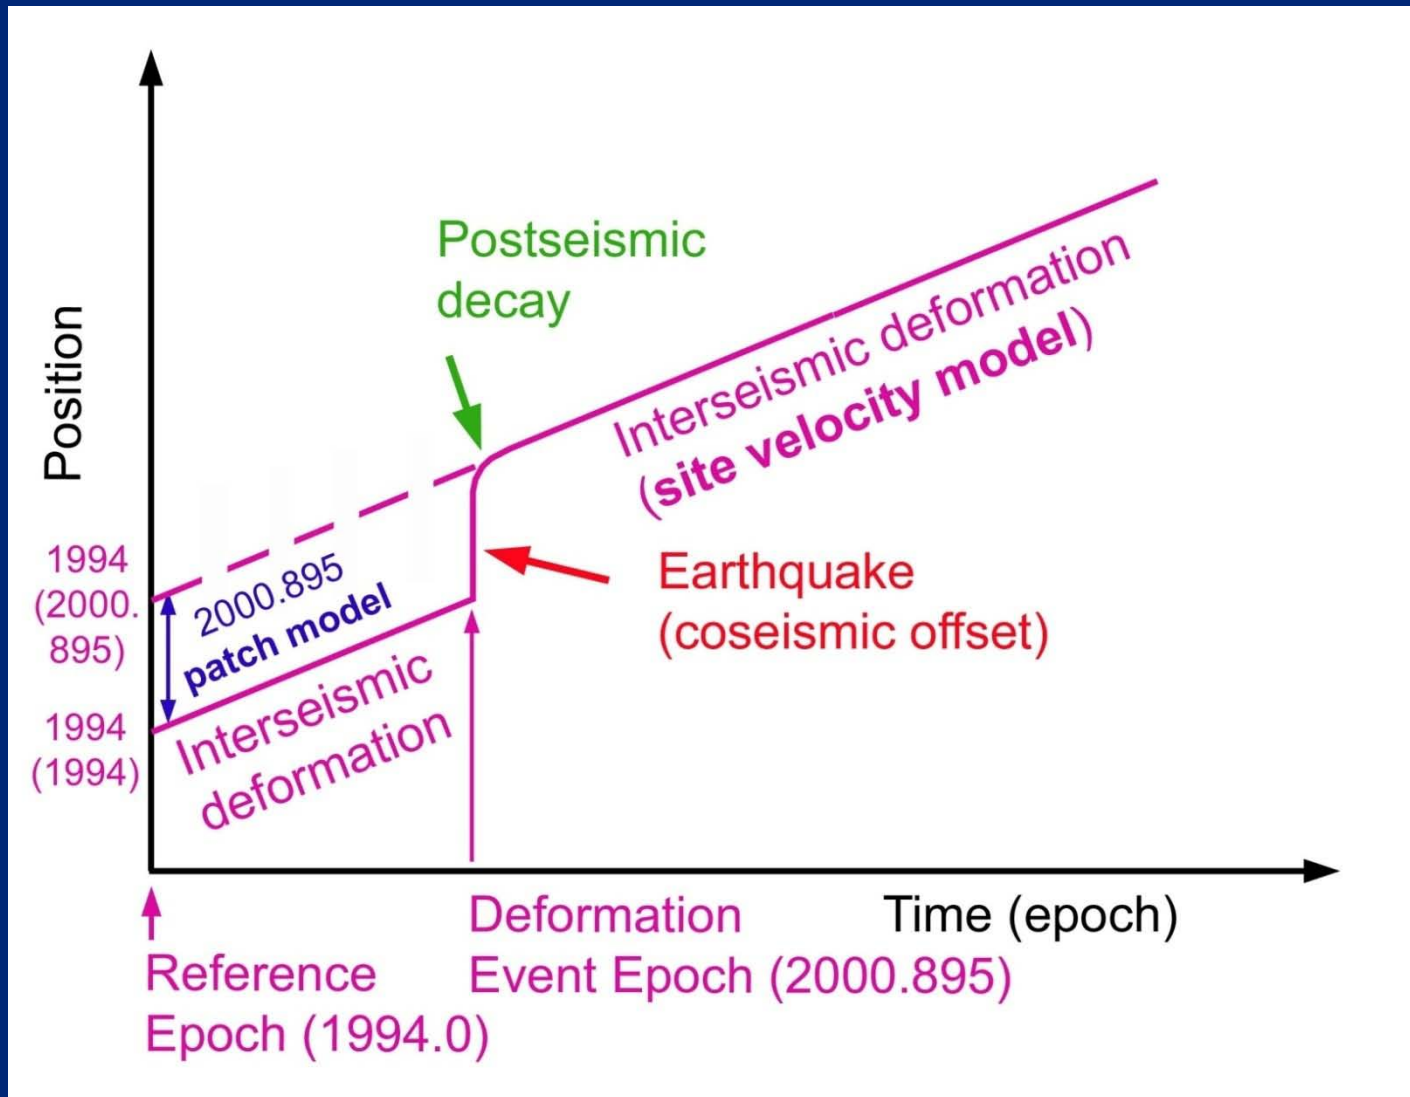 Postseismic
decay
Interseismic deformation
(site velocity model)
Position
1994
(2000.
895)
2000.895
patch model
Earthquake
(coseismic offset)
1994
(1994)
Interseismic
deformation
Deformation
Event Epoch (2000.895)
Time (epoch)
Reference
Epoch (1994.0)